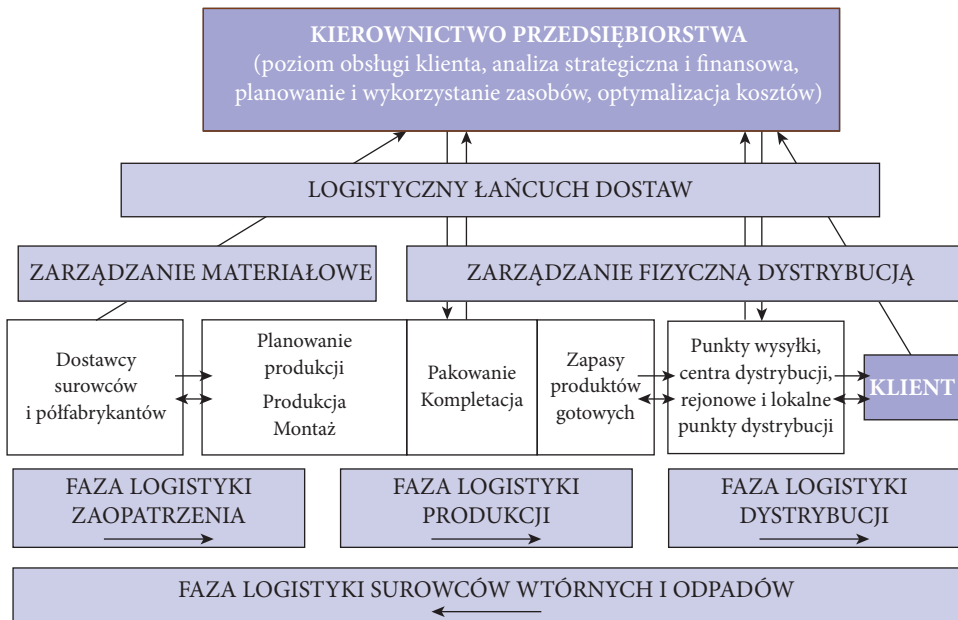 KIEROWNICTWO PRZEDSIĘBIORSTWA
(poziom obsługi klienta, analiza strategiczna i finansowa,
planowanie i wykorzystanie zasobów, optymalizacja kosztów)
LOGISTYCZNY ŁAŃCUCH DOSTAW
ZARZĄDZANIE MATERIAŁOWE
ZARZĄDZANIE FIZYCZNĄ DYSTRYBUCJĄ
Dostawcy
surowców
i półfabrykantów
Planowanie
produkcji
Produkcja
Montaż
Pakowanie
Kompletacja
Zapasy
produktów
gotowych
Punkty wysyłki,
centra dystrybucji,
rejonowe i lokalne
punkty dystrybucji
KLIENT
FAZA LOGISTYKI
ZAOPATRZENIA
FAZA LOGISTYKI
PRODUKCJI
FAZA LOGISTYKI
DYSTRYBUCJI
FAZA LOGISTYKI SUROWCÓW WTÓRNYCH I ODPADÓW